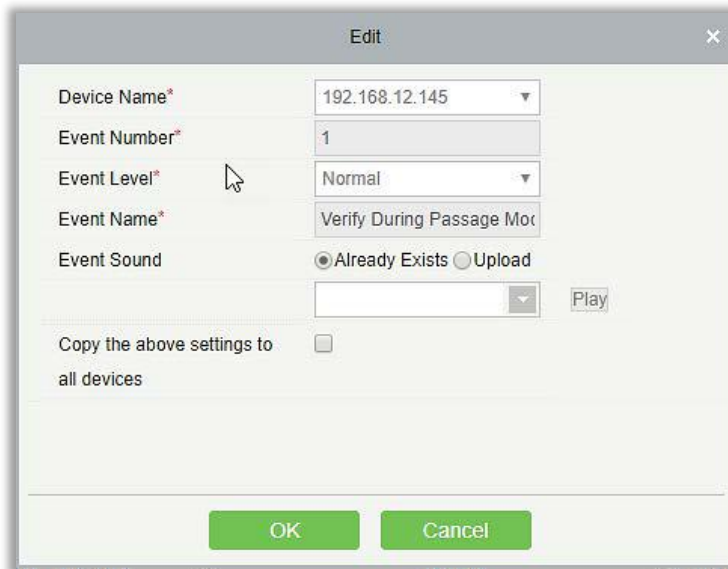 Edit
Device Name* 192.168.12.145
Event Number* 1
Event Level* Normal
Event Name* Verify During Passage Mod
Event Sound Already Exists Upload
Play
Copy the above settings to
all devices
OK Cancel